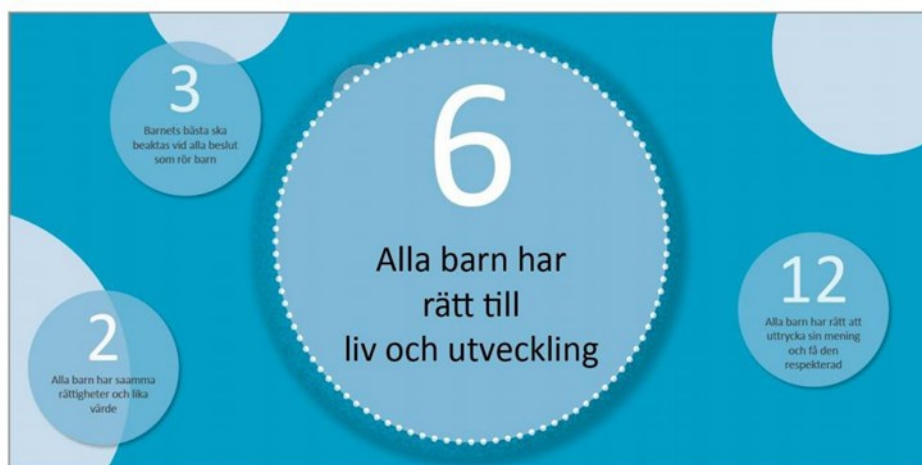 3
Barnets bästa ska
beaktas vid alla beslut
som rör barn
6
Alla barn har
rätt till
liv och utveckling
2
Alla barn har saamma
rättigheter och lika
värde
12
Alla barn har rätt att
uttrycka sin mening
och få den
respekterad